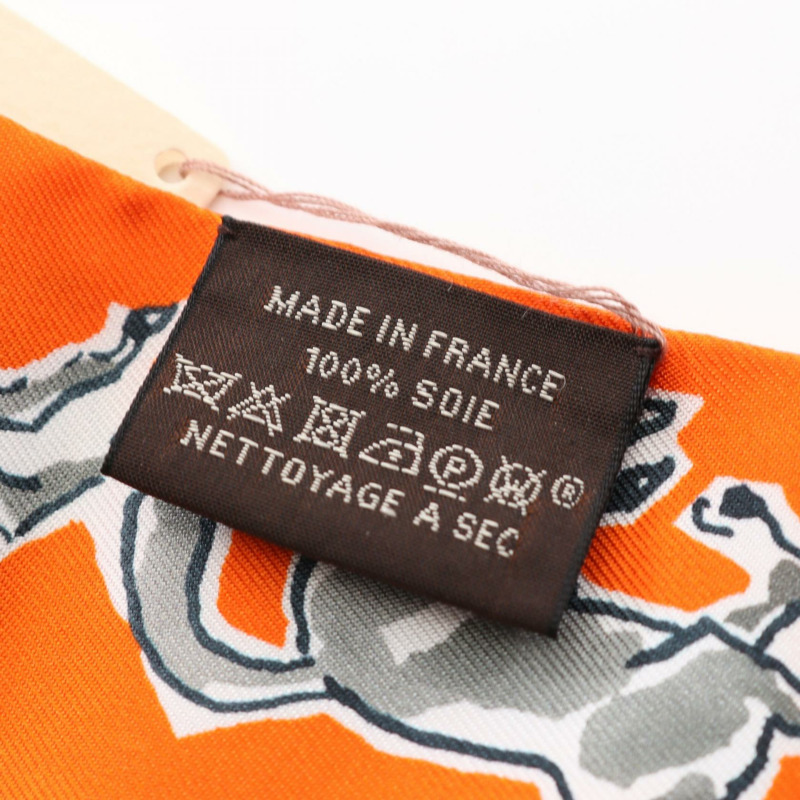 MADE IN FRANCE
100% SOIE
P W ®
NETTOYAGE A SEC